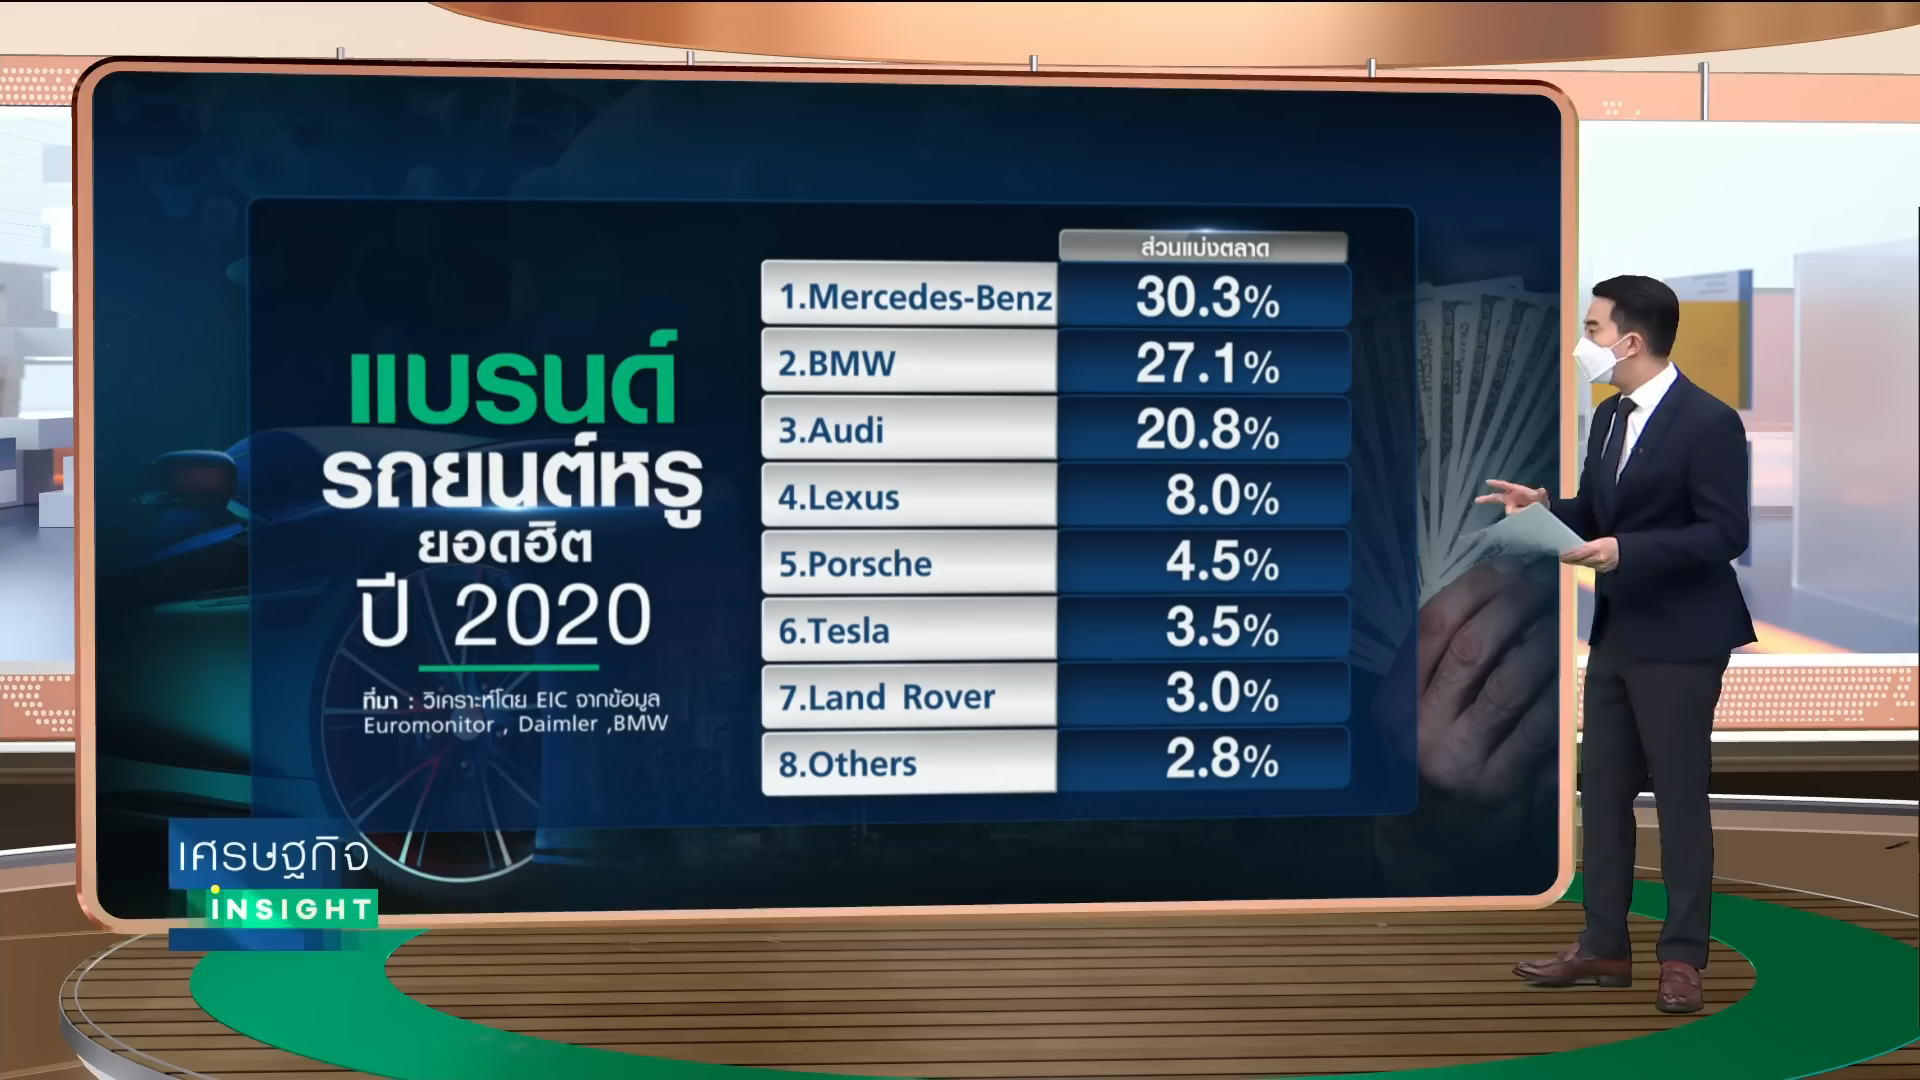 แบรนด์
รถยนต์หรู
ยอดฮิต
ปี 2020
ที่มา : วิเคราะห์โดย EIC จากข้อมูล
Euromonitor , Daimler ,BMW
ส่วนแบ่งตลาด
1.Mercedes-Benz 30.3%
2.BMW 27.1%
3.Audi 20.8%
4.Lexus 8.0%
5.Porsche 4.5%
6.Tesla 3.5%
7.Land Rover 3.0%
8.Others 2.8%
เศรษฐกิจ
iNSIGHT